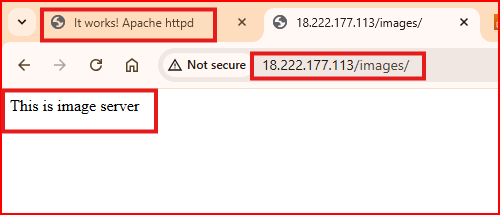 It works! Apache httpd
18.222.177.113/images/
Not secure 18.222.177.113/images/
This is image server